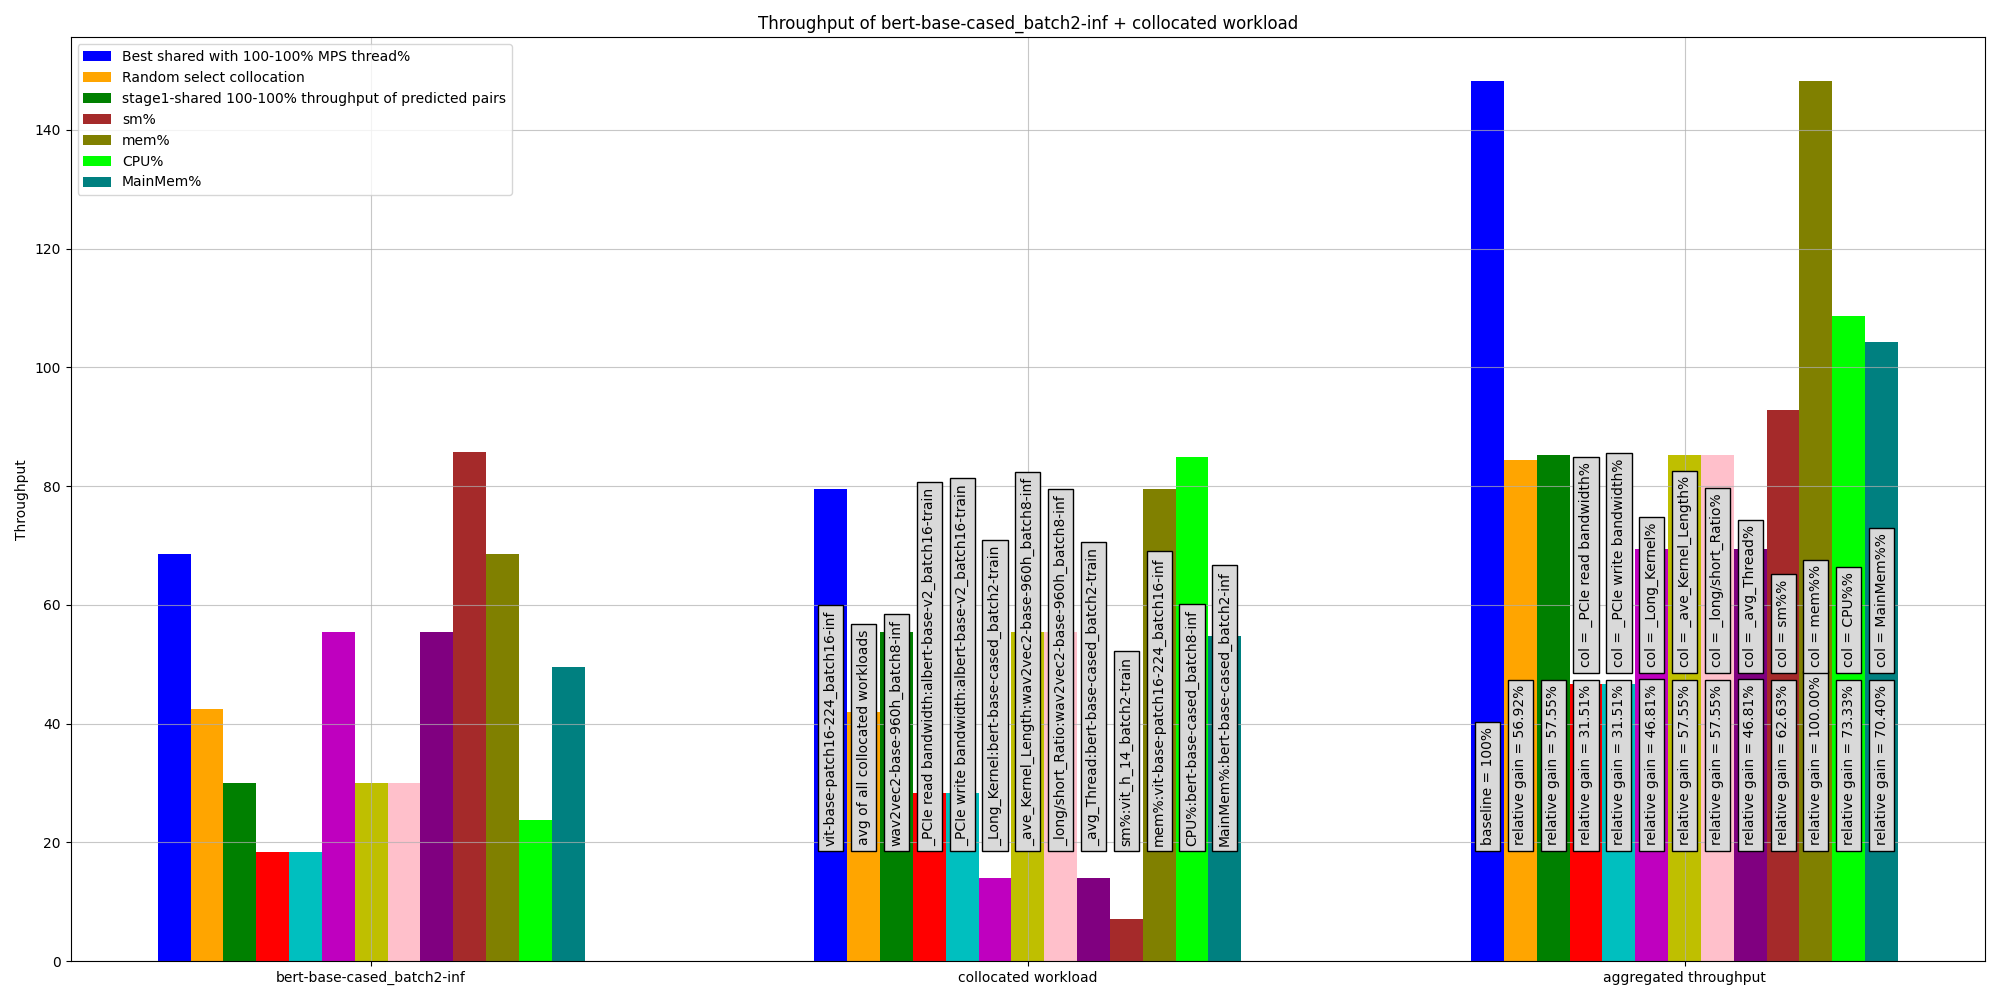 Throughput of bert-base-cased_batch2-inf + collocated workload
Best shared with 100-100% MPS thread%
Random select collocation
stage1-shared 100-100% throughput of predicted pairs
sm%
mem%
CPU%
MainMem%
Throughput
140
120
100
80
60
40
20
0
vit-base-patch16-224_batch16-inf
avg of all collocated workloads
wav2vec2-base-960h_batch8-inf
_PCIe read bandwidth:albert-base-v2_batch16-train
_PCIe write bandwidth:albert-base-v2_batch16-train
_Long_Kernel:bert-base-cased_batch2-train
_ave_Kernel_Length:wav2vec2-base-960h_batch8-inf
_long/short_Ratio:wav2vec2-base-960h_batch8-inf
_avg_Thread:bert-base-cased_batch2-train
sm%:vit_h_14_batch2-train
mem%:vit-base-patch16-224_batch16-inf
CPU%:bert-base-cased_batch8-inf
MainMem%:bert-base-cased_batch2-inf
baseline = 100%
relative gain = 56.92%
relative gain = 57.55%
relative gain = 31.51%
col = _PCIe read bandwidth%
relative gain = 31.51%
col = _PCIe write bandwidth%
relative gain = 46.81%
col = _Long_Kernel%
relative gain = 57.55%
col = _ave_Kernel_Length%
relative gain = 57.55%
col = _long/short_Ratio%
relative gain = 46.81%
col = _avg_Thread%
relative gain = 62.63%
col = sm%%
relative gain = 100.00%
col = mem%%
relative gain = 73.33%
col = CPU%%
relative gain = 70.40%
col = MainMem%%
bert-base-cased_batch2-inf
collocated workload
aggregated throughput